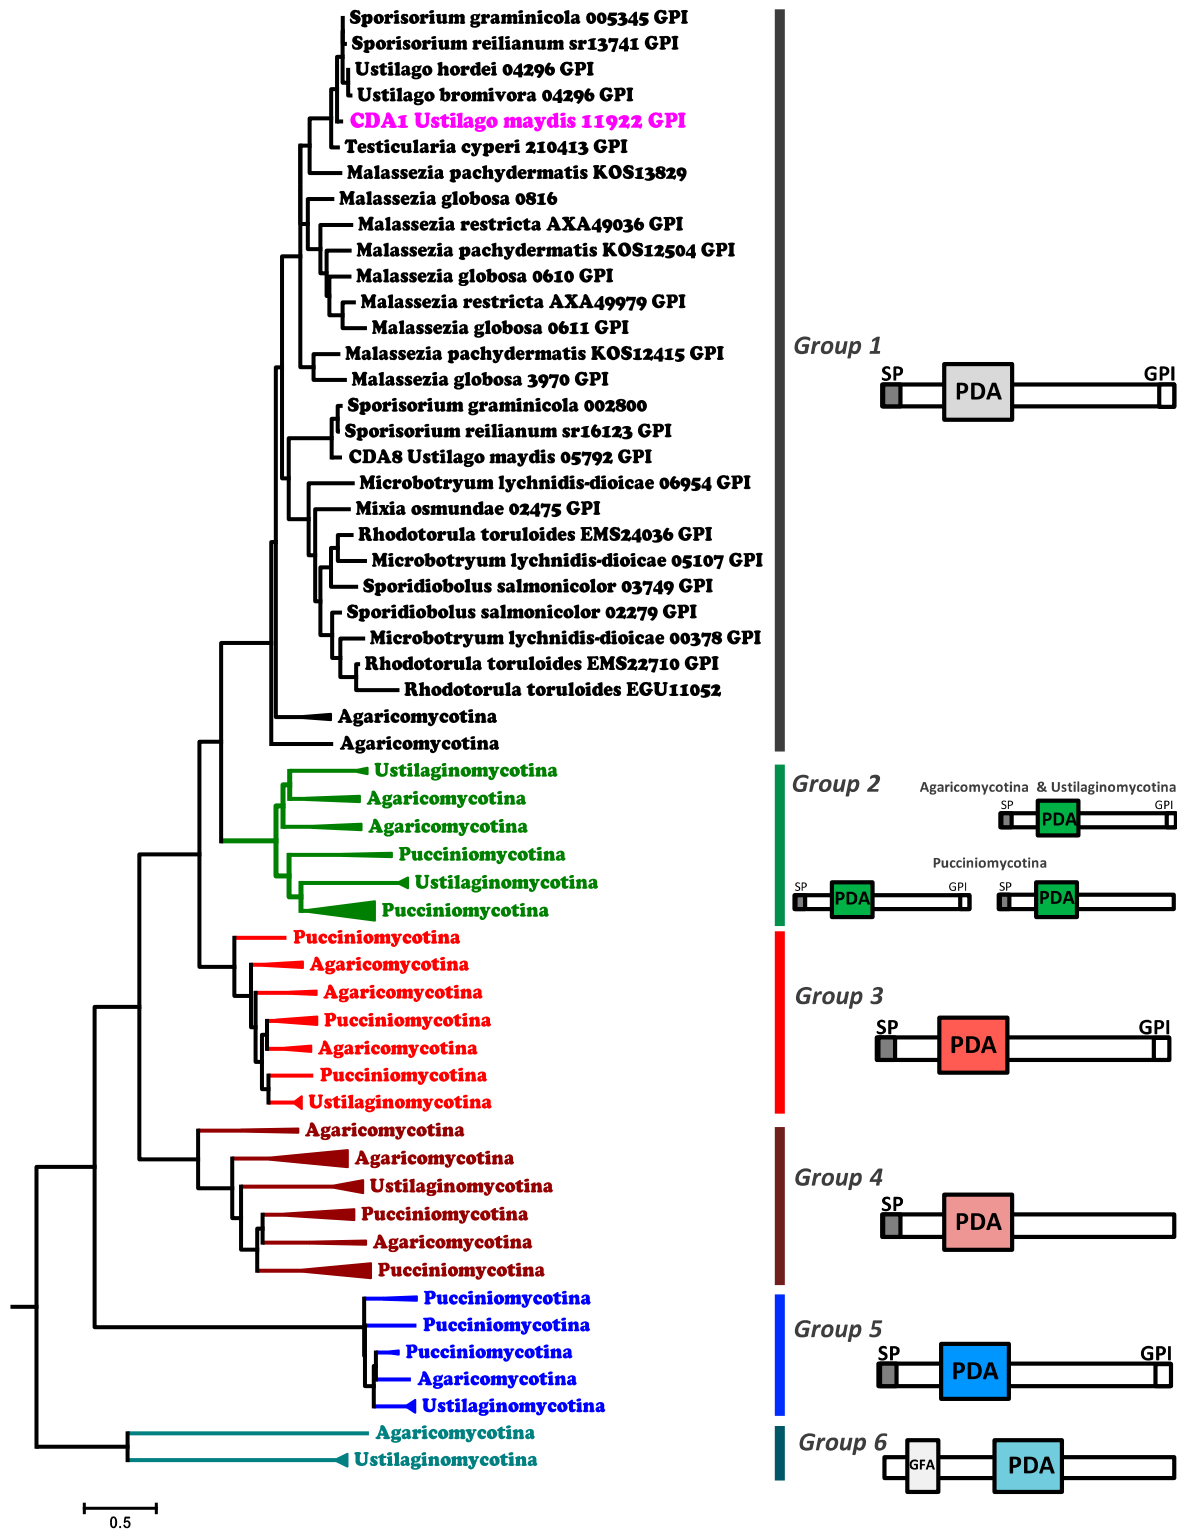 Sporisorium graminicola 005345 GPI
Sporisorium reilianum sr13741 GPI
Ustilago hordei 04296 GPI
Ustilago bromivora 04296 GPI
CDA1 Ustilago maydis 11922 GPI
Testicularia cyperi 210413 GPI
Malassezia pachydermatis KOS13829
Malassezia globosa 0816
Malassezia restricta AXA49036 GPI
Malassezia pachydermatis KOS12504 GPI
Malassezia globosa 0610 GPI
Malassezia restricta AXA49979 GPI
Malassezia globosa 0611 GPI
Malassezia pachydermatis KOS12415 GPI
Malassezia globosa 3970 GPI
Sporisorium graminicola 002800
Sporisorium reilianum sr16123 GPI
CDA8 Ustilago maydis 05792 GPI
Microbotryum lychnidis-dioicae 06954 GPI
Mixia osmundae 02475 GPI
Rhodotorula toruloides EMS24036 GPI
Microbotryum lychnidis-dioicae 05107 GPI
Sporidiobolus salmonicolor 03749 GPI
Sporidiobolus salmonicolor 02279 GPI
Microbotryum lychnidis-dioicae 00378 GPI
Rhodotorula toruloides EMS22710 GPI
Rhodotorula toruloides EGU11052
Agaricomycotina
Agaricomycotina
Group 1
SP
PDA
GPI
Ustilaginomycotina
Agaricomycotina
Agaricomycotina
Pucciniomycotina
Ustilaginomycotina
Pucciniomycotina
Group 2
Agaricomycotina & Ustilaginomycotina
SP
PDA
GPI
Pucciniomycotina
SP
PDA
GPI
SP
PDA
Pucciniomycotina
Agaricomycotina
Agaricomycotina
Pucciniomycotina
Agaricomycotina
Pucciniomycotina
Ustilaginomycotina
Group 3
SP
PDA
GPI
Agaricomycotina
Agaricomycotina
Ustilaginomycotina
Pucciniomycotina
Agaricomycotina
Pucciniomycotina
Group 4
SP
PDA
Pucciniomycotina
Pucciniomycotina
Pucciniomycotina
Agaricomycotina
Ustilaginomycotina
Group 5
SP
PDA
GPI
Agaricomycotina
Ustilaginomycotina
Group 6
GFA
PDA
0.5